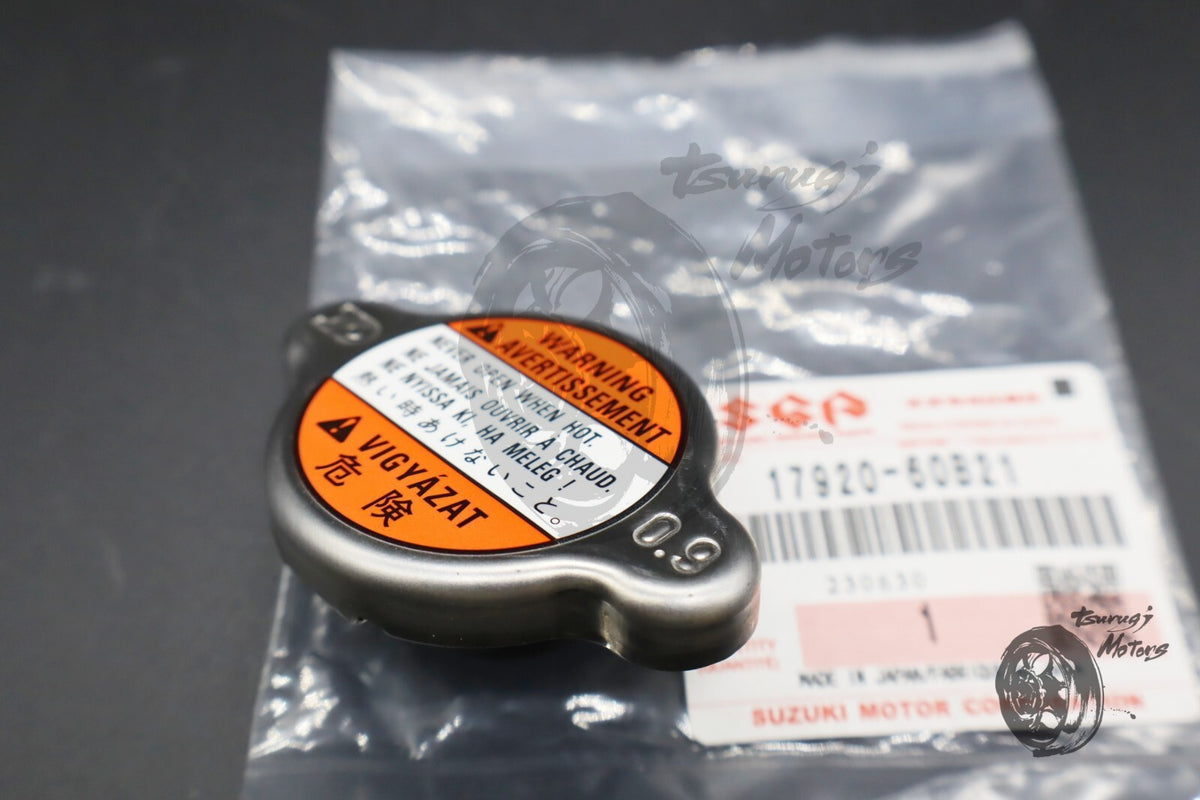 tsurugi
Motors
WARNING
AVERTISSEMENT
NEVER OPEN WHEN HOT.
NE JAMAIS OUVRIR À CHAUD.
NE NYISSA KI, HA MELEG !
熱い時あけないこと。
VIGYÁZAT
危険
0.9
SGP
17920-60B21
230630
1
MADE IN JAPAN
SUZUKI MOTOR
tsurugi
Motors